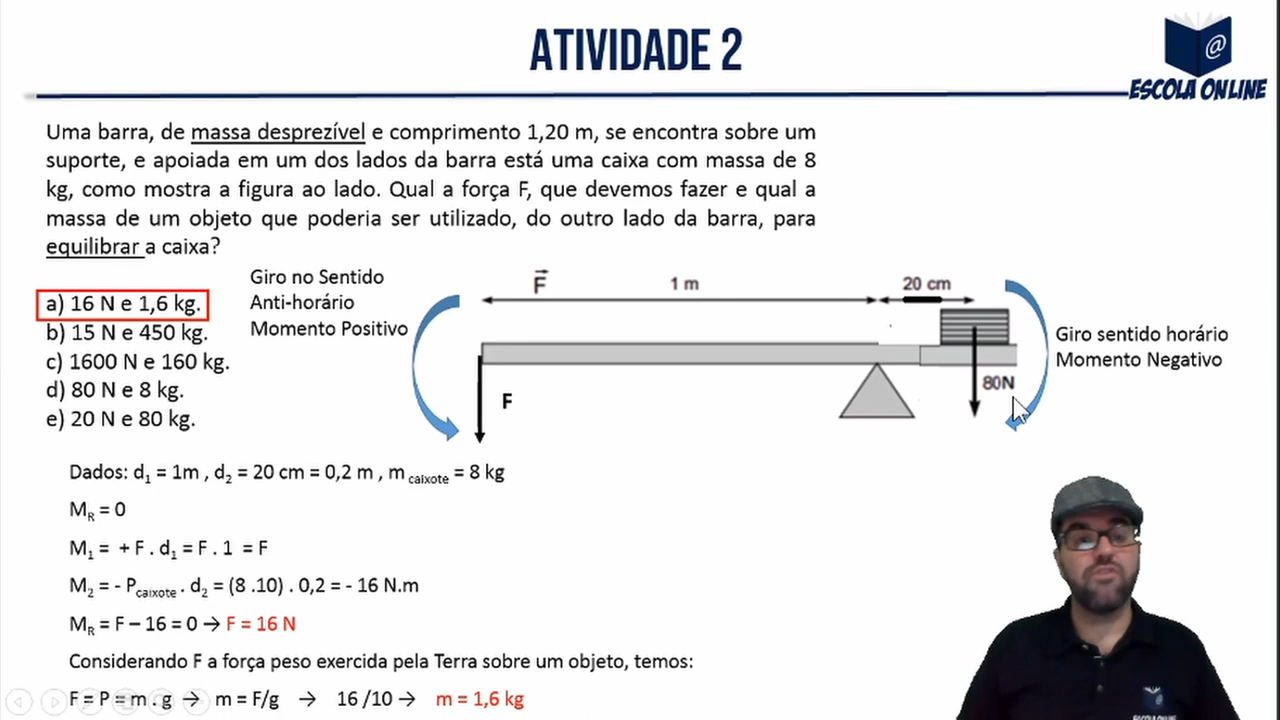 ATIVIDADE 2
@
ESCOLA ONLINE
Uma barra, de massa desprezível e comprimento 1,20 m, se encontra sobre um
suporte, e apoiada em um dos lados da barra está uma caixa com massa de 8
kg, como mostra a figura ao lado. Qual a força F, que devemos fazer e qual a
massa de um objeto que poderia ser utilizado, do outro lado da barra, para
equilibrar a caixa?
a) 16 N e 1,6 kg.
b) 15 N e 450 kg.
c) 1600 N e 160 kg.
d) 80 N e 8 kg.
e) 20 N e 80 kg.
Giro no Sentido
Anti-horário
Momento Positivo
F⃗
1 m
20 cm
F
80N
Giro sentido horário
Momento Negativo
Dados: d₁ = 1m , d₂ = 20 cm = 0,2 m , m caixote = 8 kg
M_R = 0
M₁ = + F . d₁ = F . 1 = F
M₂ = - P_caixote . d₂ = (8 .10) . 0,2 = - 16 N.m
M_R = F – 16 = 0 → F = 16 N
Considerando F a força peso exercida pela Terra sobre um objeto, temos:
F = P = m . g → m = F/g → 16 /10 → m = 1,6 kg